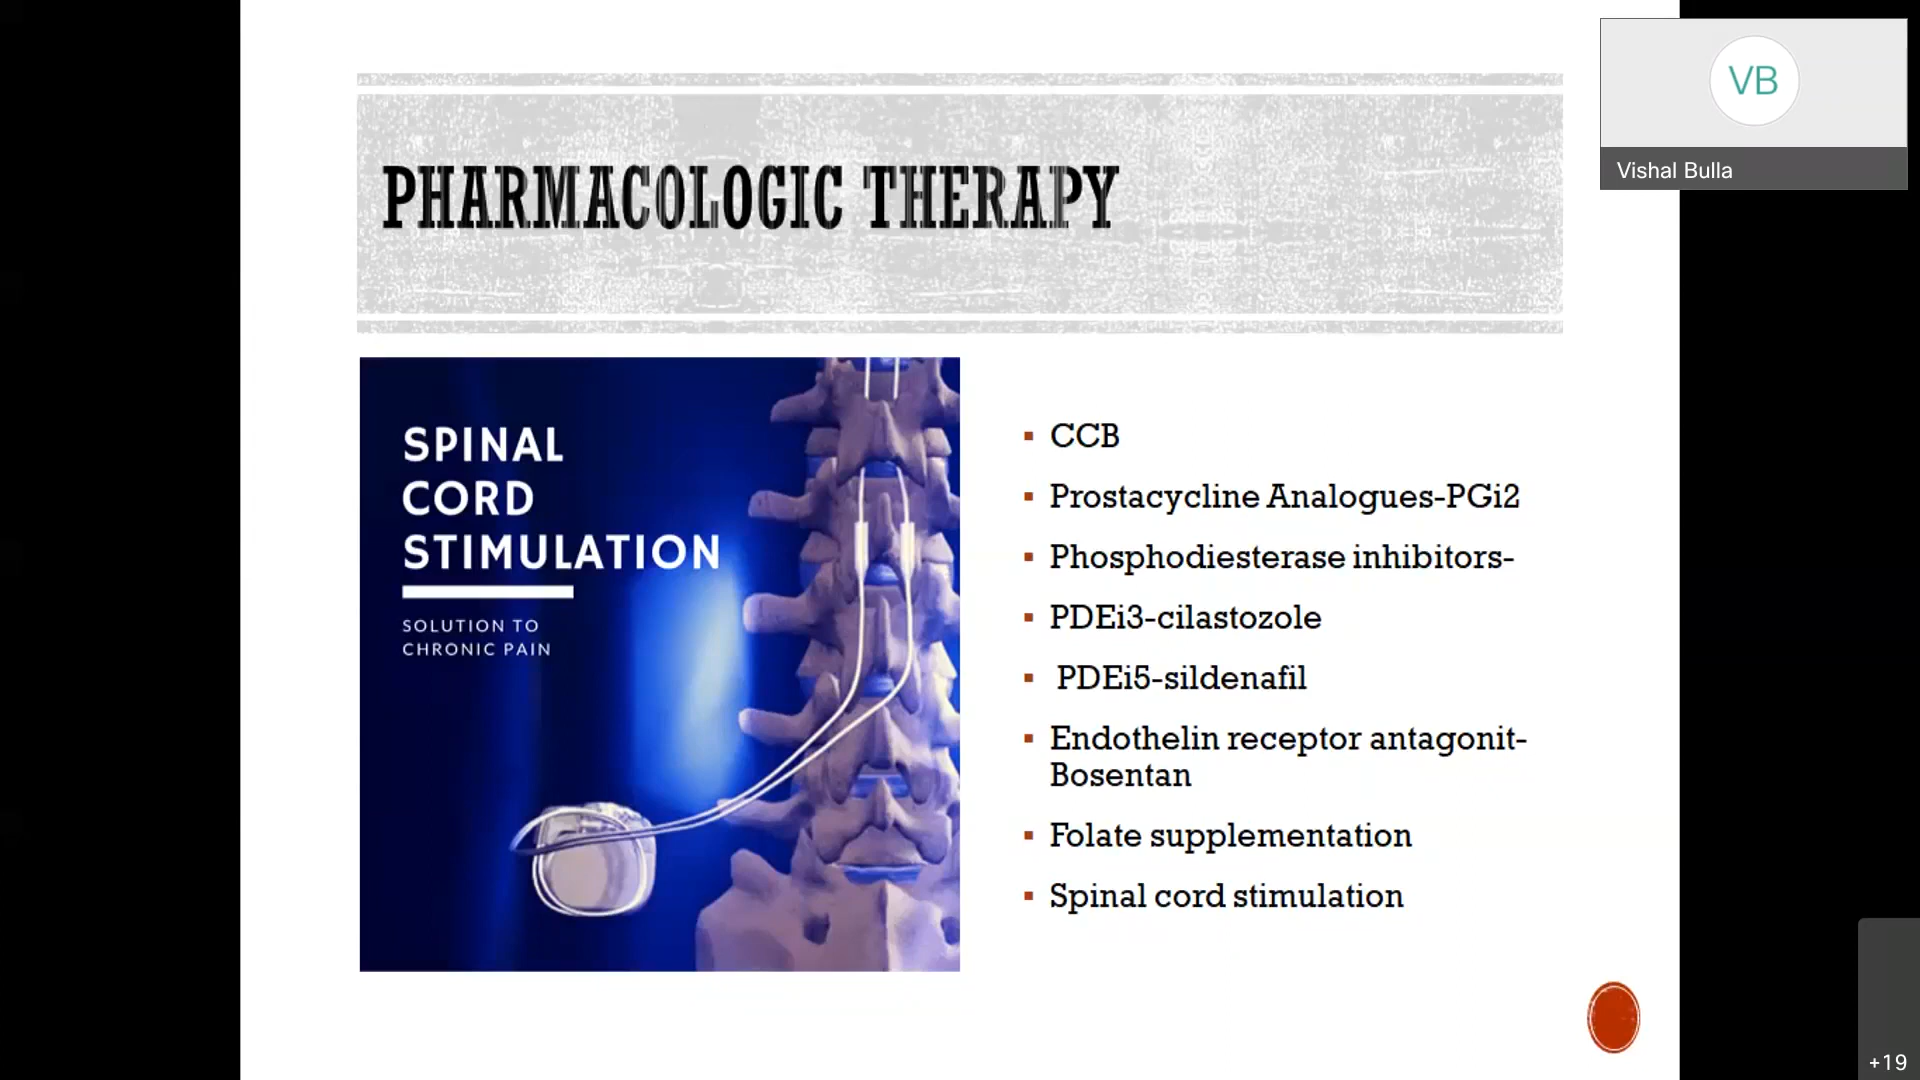 PHARMACOLOGIC THERAPY
VB
Vishal Bulla
SPINAL
CORD
STIMULATION
SOLUTION TO
CHRONIC PAIN
CCB
Prostacycline Analogues-PGi2
Phosphodiesterase inhibitors-
PDEi3-cilastozole
PDEi5-sildenafil
Endothelin receptor antagonit-
Bosentan
Folate supplementation
Spinal cord stimulation
+19